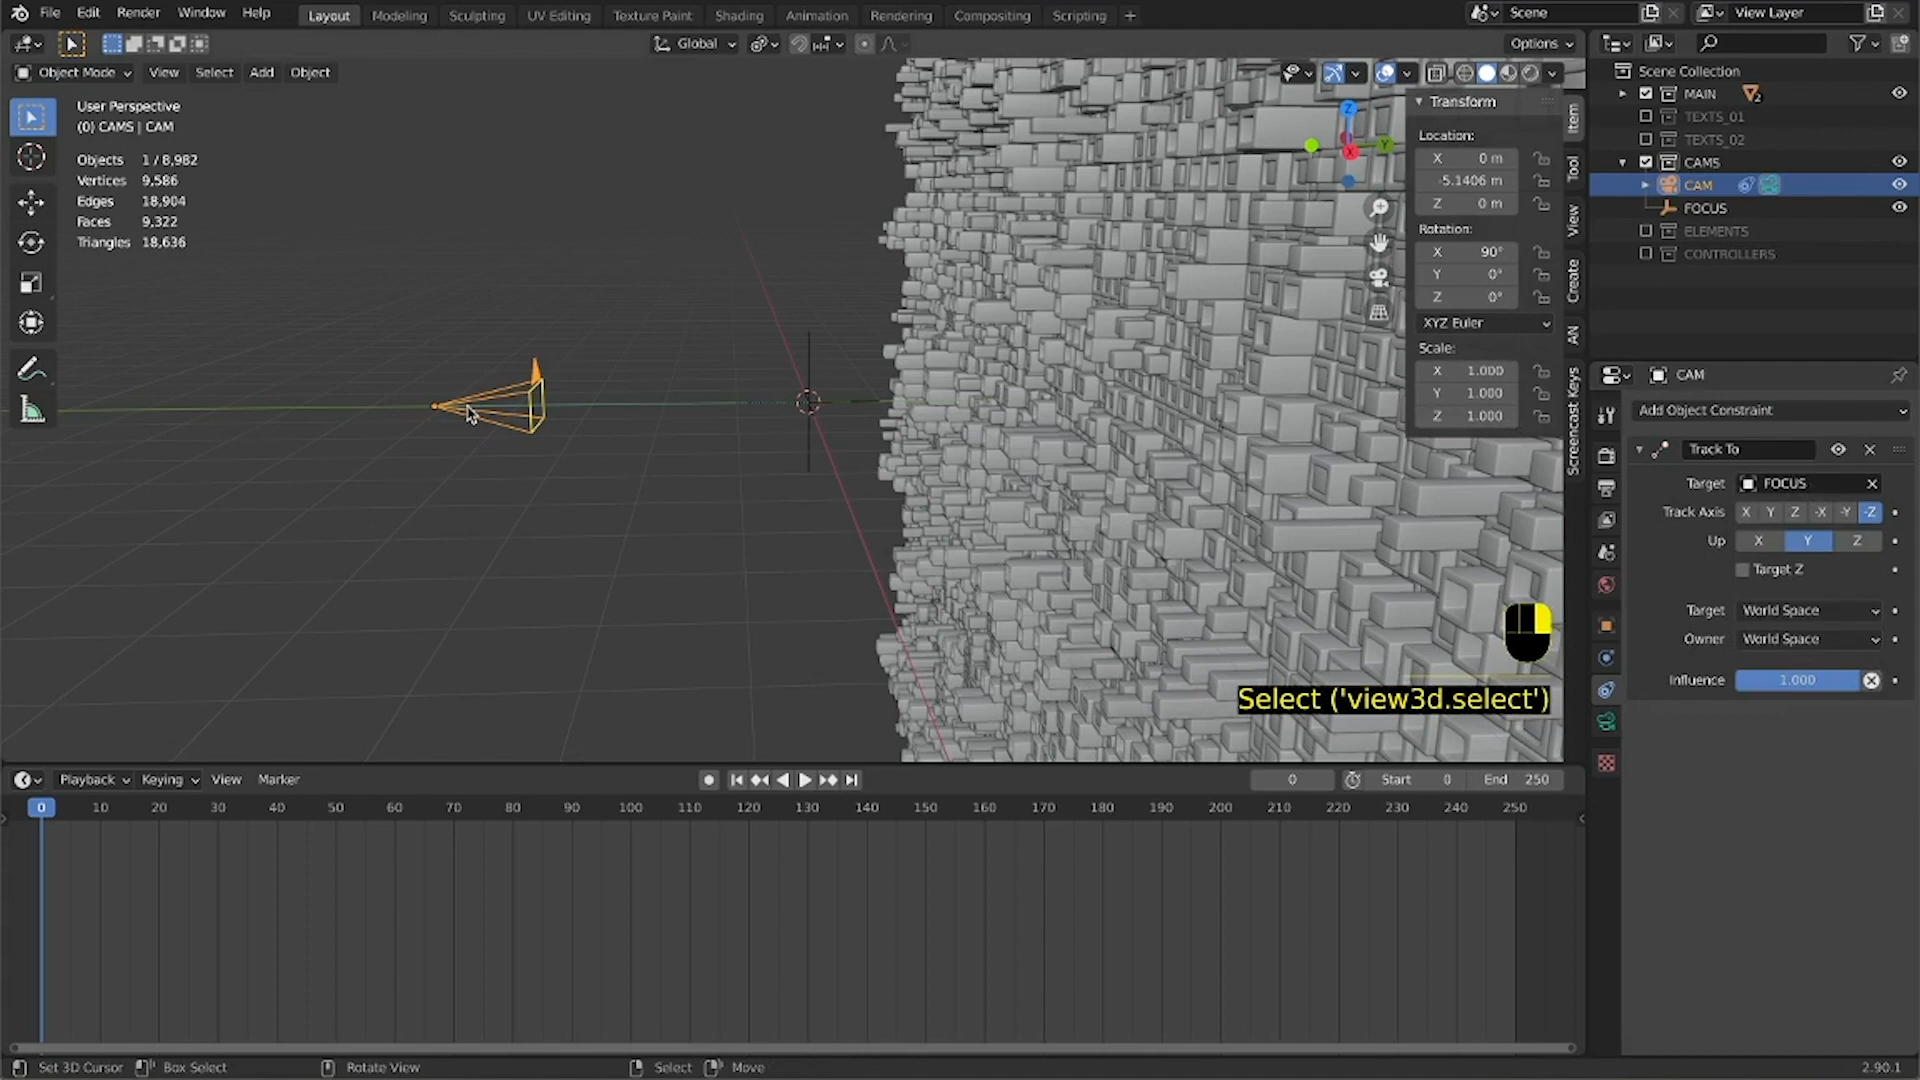 File Edit Render Window Help Layout Modeling Sculpting UV Editing Texture Paint Shading Animation Rendering Compositing Scripting + Scene View Layer
Global Options
Object Mode View Select Add Object
User Perspective
(0) CAMS | CAM
Objects 1 / 8,982
Vertices 9,586
Edges 18,904
Faces 9,322
Triangles 18,636
Z
Y
X
Transform
Location:
X 0 m
-5.1406 m
Z 0 m
Rotation:
X 90°
Y 0°
Z 0°
XYZ Euler
Scale:
X 1.000
Y 1.000
Z 1.000
Item
Tool
View
Create
AN
Screencast Keys
Select ('view3d.select')
Scene Collection
MAIN 2
TEXTS_01
TEXTS_02
CAMS
CAM
FOCUS
ELEMENTS
CONTROLLERS
CAM
Add Object Constraint
Track To
Target FOCUS
Track Axis X Y Z -X -Y -Z
Up X Y Z
Target Z
Target World Space
Owner World Space
Influence 1.000
Playback Keying View Marker 0 Start 0 End 250
0 10 20 30 40 50 60 70 80 90 100 110 120 130 140 150 160 170 180 190 200 210 220 230 240 250
Set 3D Cursor Box Select Rotate View Select Move 2.90.1